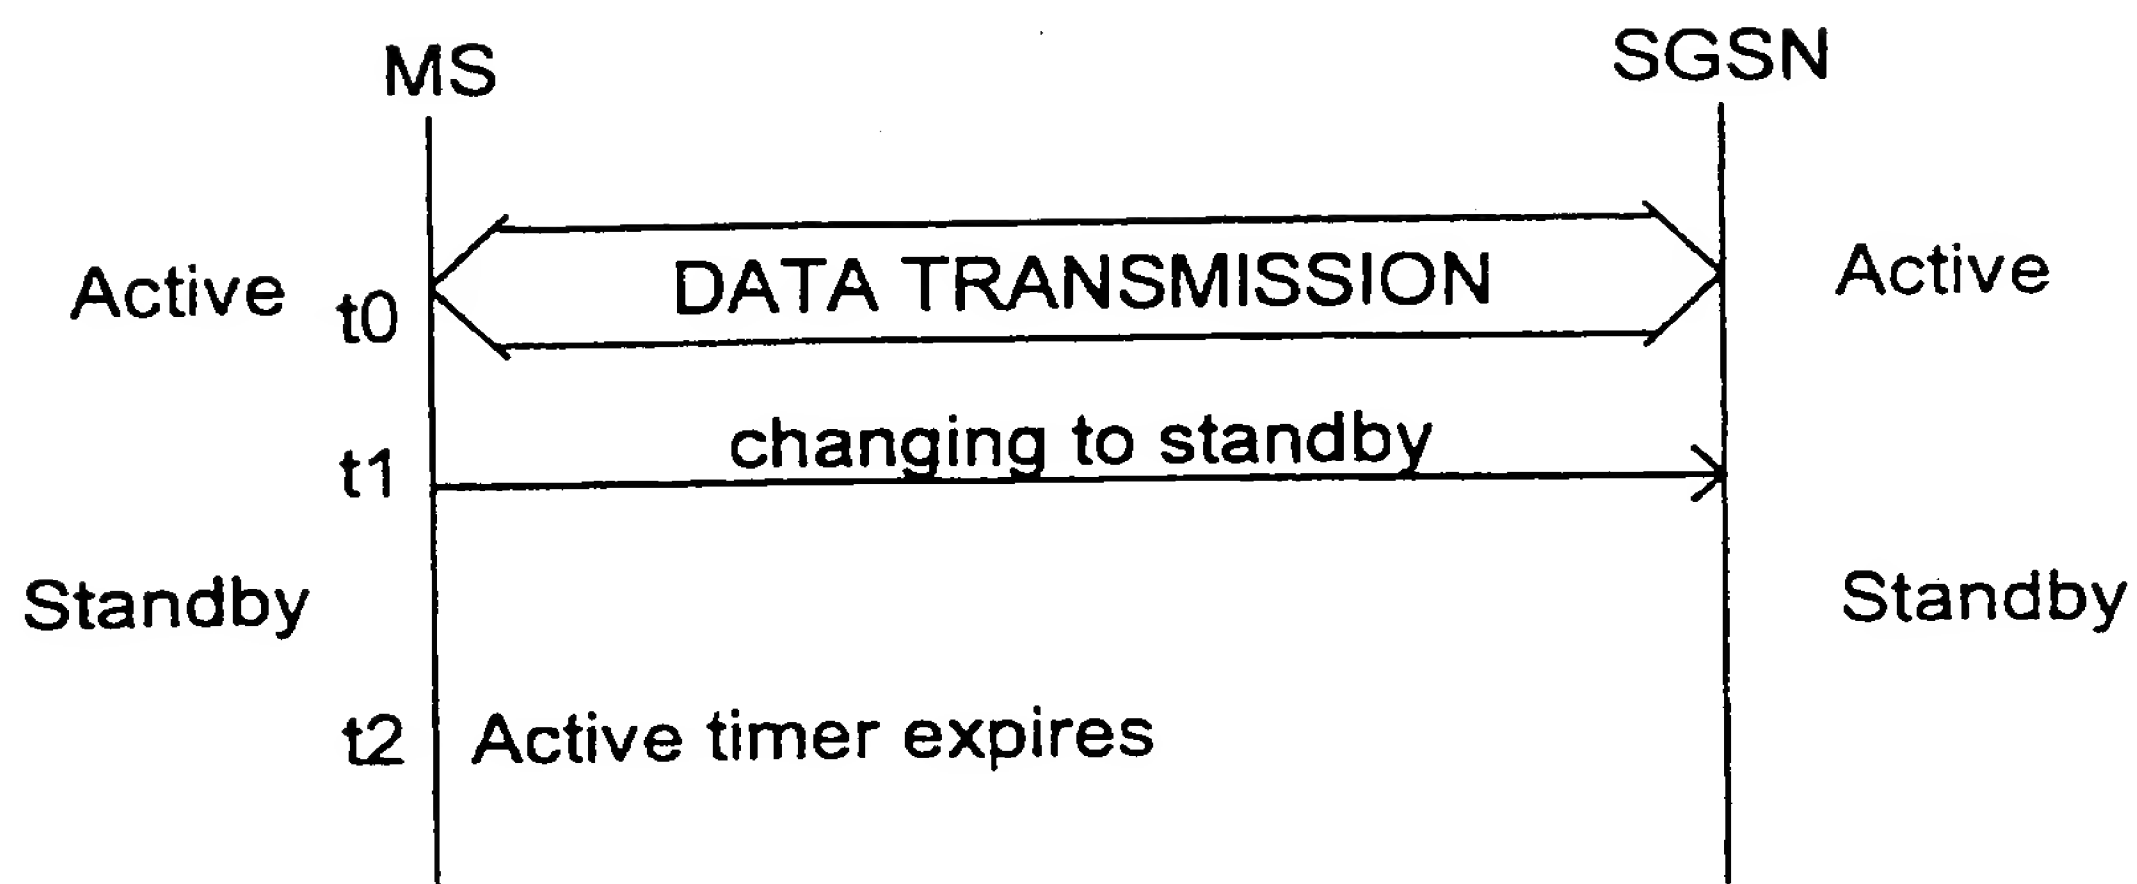 MS SGSN
Active t0 DATA TRANSMISSION Active
t1 changing to standby
Standby Standby
t2 Active timer expires